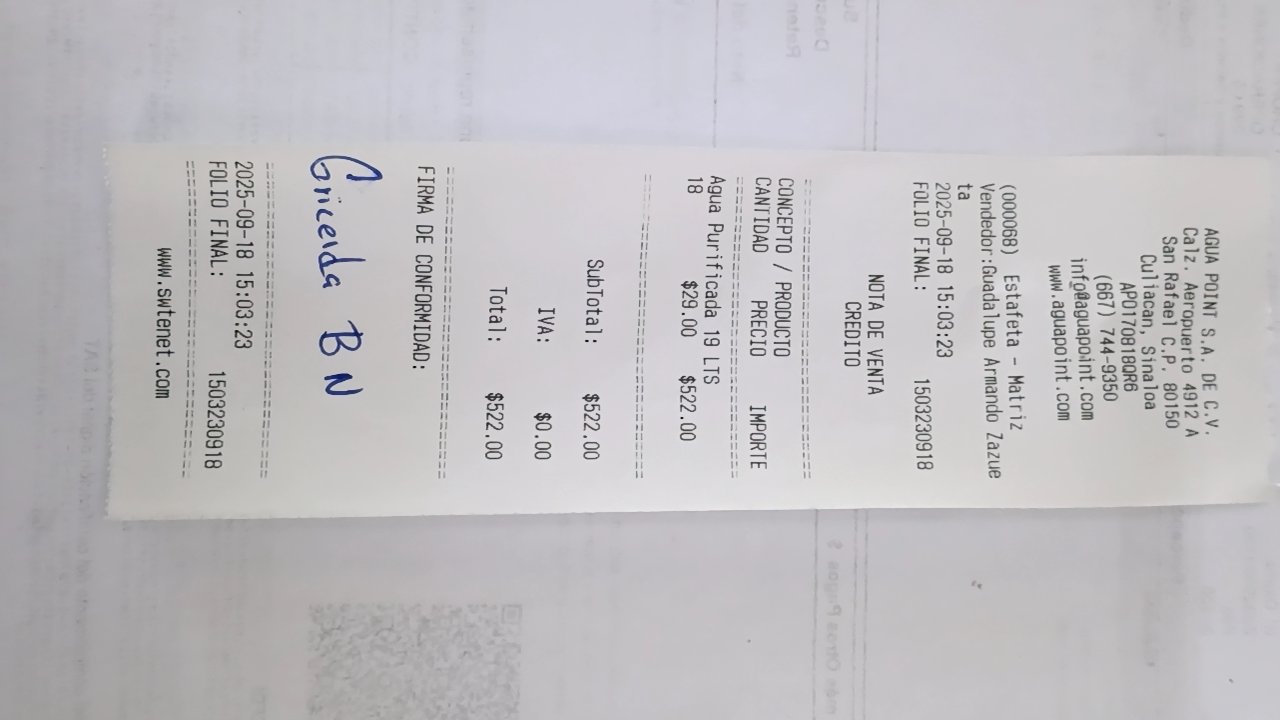 AGUA POINT S.A. DE C.V.
Calz. Aeropuerto 4912 A
San Rafael C.P. 80150
Culiacan, Sinaloa
APO170818QR6
(667) 744-9350
info@aguapoint.com
www.aguapoint.com
(000068) Estafeta - Matriz
Vendedor:Guadalupe Armando Zazue
ta
2025-09-18 15:03:23
FOLIO FINAL: 1503230918
NOTA DE VENTA
CREDITO
================================
CONCEPTO / PRODUCTO
CANTIDAD PRECIO IMPORTE
================================
Agua Purificada 19 LTS
18 $29.00 $522.00
================================
SubTotal: $522.00
IVA: $0.00
Total: $522.00
================================
FIRMA DE CONFORMIDAD:
Gricelda B N
================================
2025-09-18 15:03:23
FOLIO FINAL: 1503230918
================================
www.swtenet.com